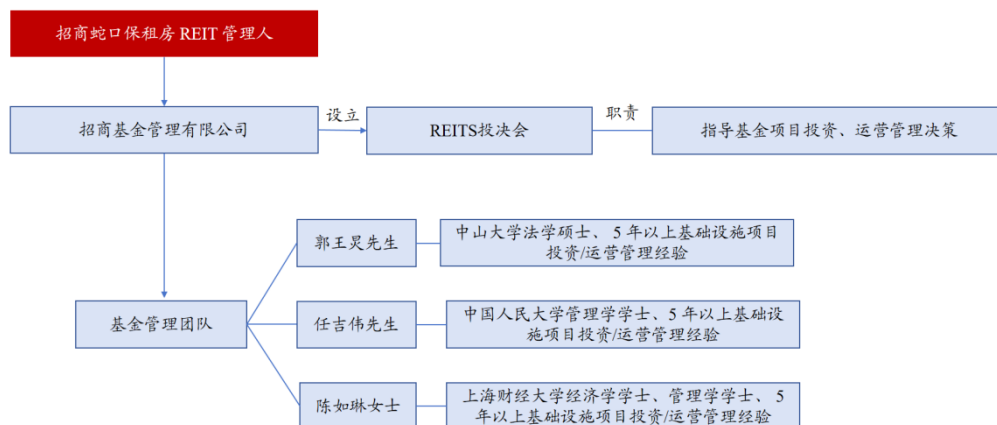 招商蛇口保租房 REIT 管理人
招商基金管理有限公司
设立
REITS投决会
职责
指导基金项目投资、运营管理决策
基金管理团队
郭王炅先生
中山大学法学硕士、 5 年以上基础设施项目
投资/运营管理经验
任吉伟先生
中国人民大学管理学学士、5 年以上基础设
施项目投资/运营管理经验
陈如琳女士
上海财经大学经济学学士、管理学学士、 5
年以上基础设施项目投资/运营管理经验